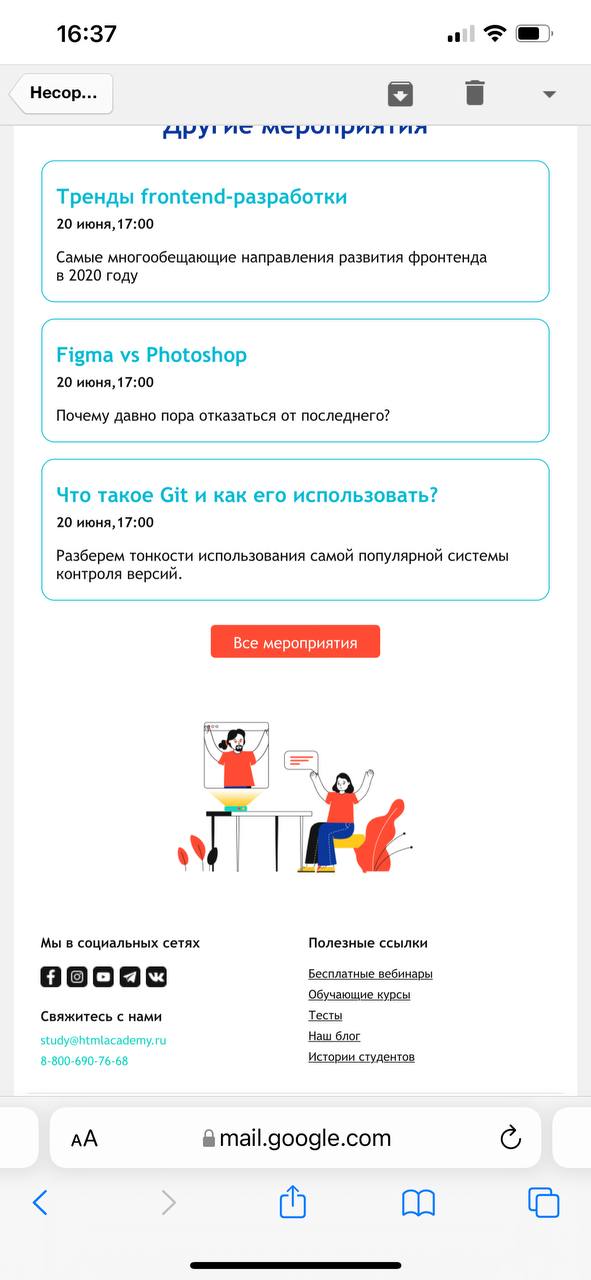 16:37
Несор...
Другие мероприятия
Тренды frontend-разработки
20 июня,17:00
Самые многообещающие направления развития фронтенда
в 2020 году
Figma vs Photoshop
20 июня,17:00
Почему давно пора отказаться от последнего?
Что такое Git и как его использовать?
20 июня,17:00
Разберем тонкости использования самой популярной системы
контроля версий.
Все мероприятия
Мы в социальных сетях
Свяжитесь с нами
study@htmlacademy.ru
8-800-690-76-68
Полезные ссылки
Бесплатные вебинары
Обучающие курсы
Тесты
Наш блог
Истории студентов
AA
mail.google.com